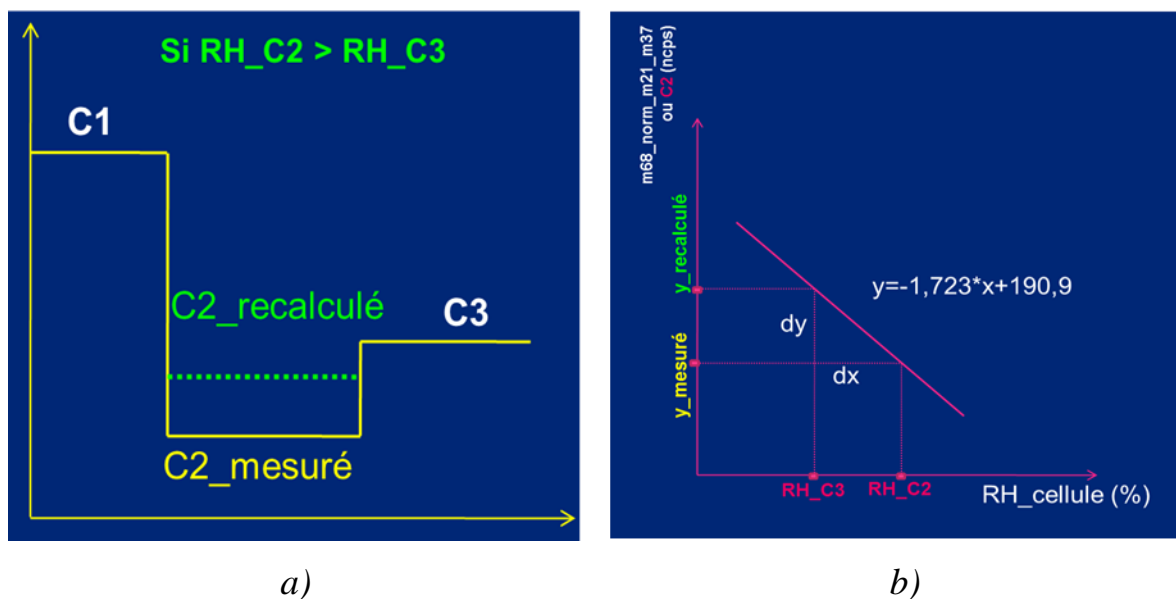 Si RH_C2 > RH_C3
C1
C2_recalculé
C3
C2_mesuré
a)
m68_norm_m21_m37
ou C2 (ncps)
y_recalculé
y_mesuré
y=-1,723*x+190,9
dy
dx
RH_C3
RH_C2
RH_cellule (%)
b)